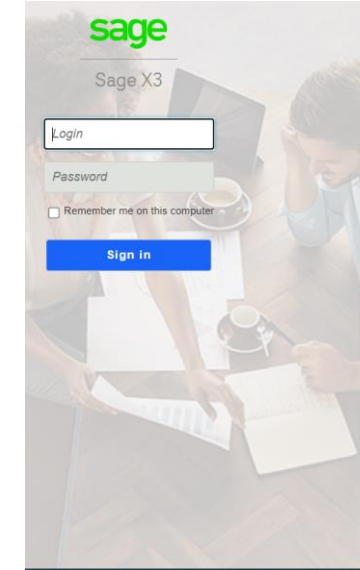 sage
Sage X3
Login
Password
Remember me on this computer
Sign in